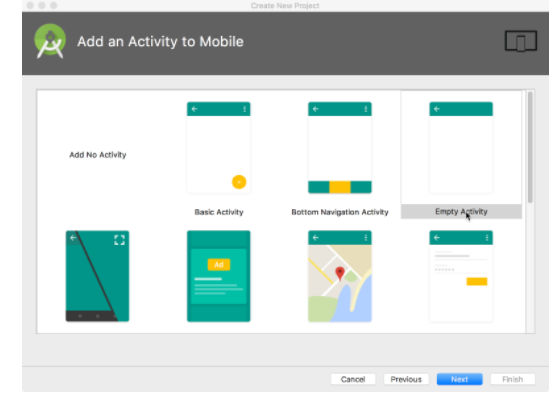 Create New Project
Add an Activity to Mobile
Add No Activity
Basic Activity
Bottom Navigation Activity
Empty Activity
Ad
Cancel
Previous
Next
Finish